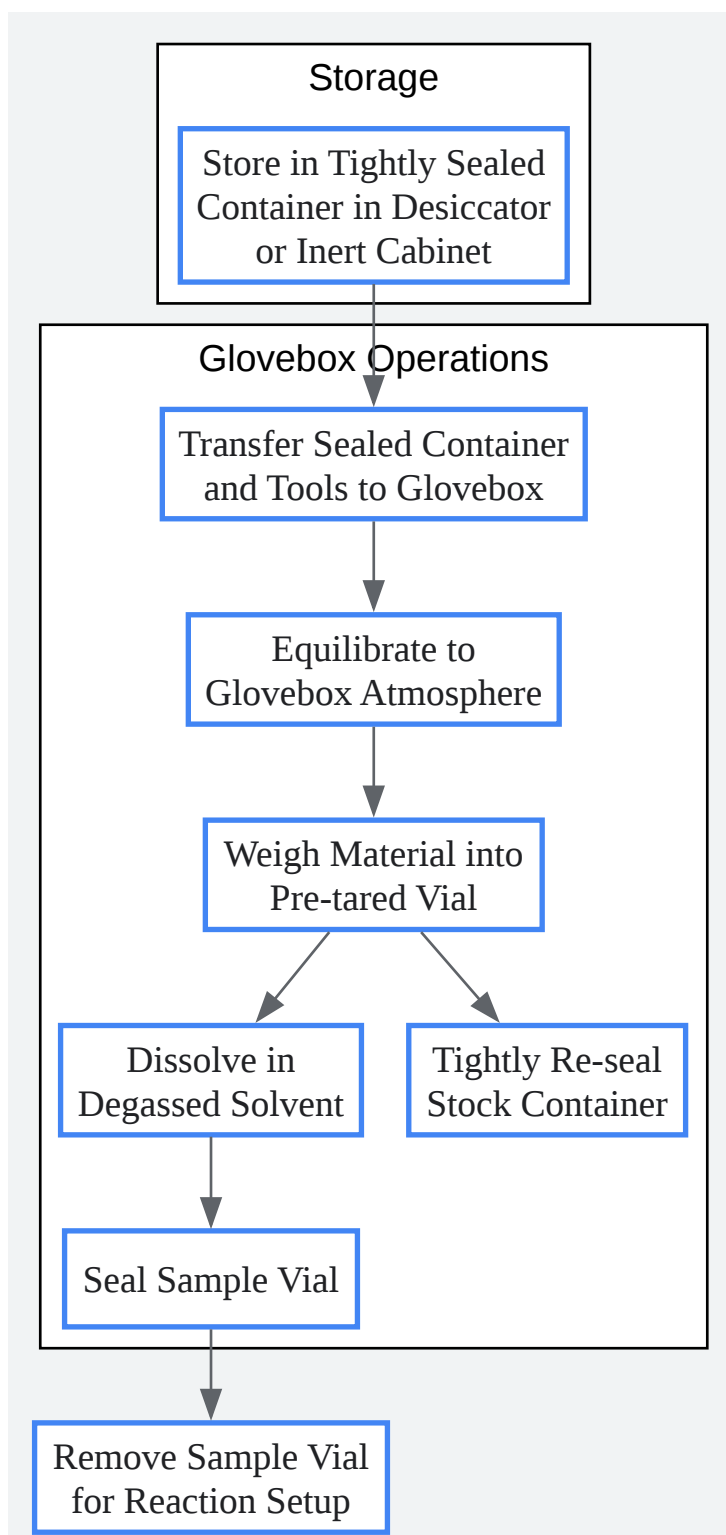 Storage
Store in Tightly Sealed
Container in Desiccator
or Inert Cabinet
Glovebox Operations
Transfer Sealed Container
and Tools to Glovebox
Equilibrate to
Glovebox Atmosphere
Weigh Material into
Pre-tared Vial
Dissolve in
Degassed Solvent
Tightly Re-seal
Stock Container
Seal Sample Vial
Remove Sample Vial
for Reaction Setup